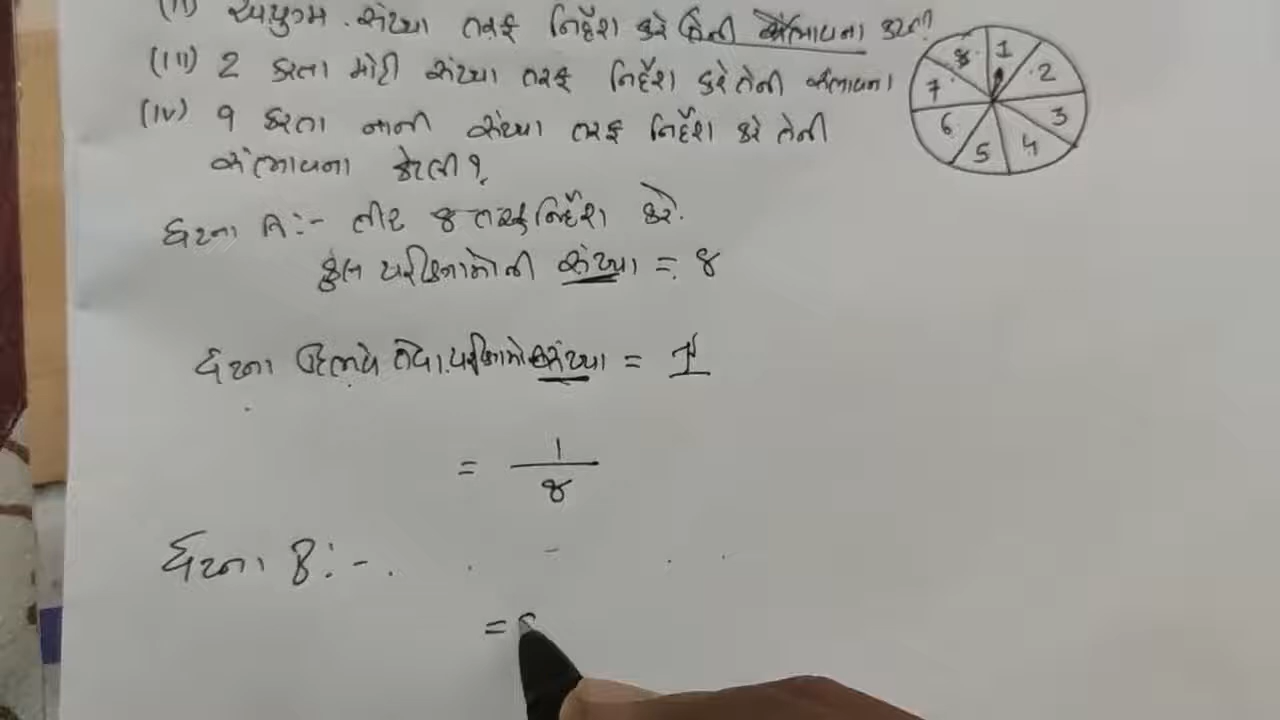 (ii) અયુગ્મ સંખ્યા તરફ નિર્દેશ કરે તેની સંભાવના કેટલી?
(iii) 2 કરતા મોટી સંખ્યા તરફ નિર્દેશ કરે તેની સંભાવના
(iv) 9 કરતા નાની સંખ્યા તરફ નિર્દેશ કરે તેની
સંભાવના કેટલી?
8 1 2 3 4 5 6 7
ઘટના A:- તીર 8 તરફ નિર્દેશ કરે.
કુલ પરીણામોની સંખ્યા = 8
ઘટના ઉદભવે તેવા પરીણામો સંખ્યા = 1
= 1
8
ઘટના B:-
=